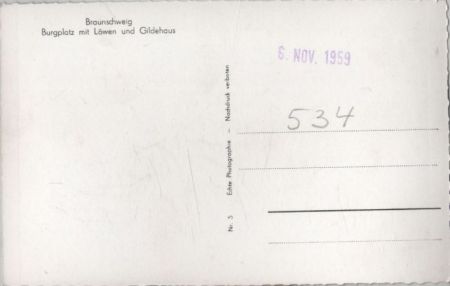 Braunschweig
Burgplatz mit Löwen und Gildehaus
6. NOV. 1959
534
Nr. 5 Echte Photographie – Nachdruck verboten